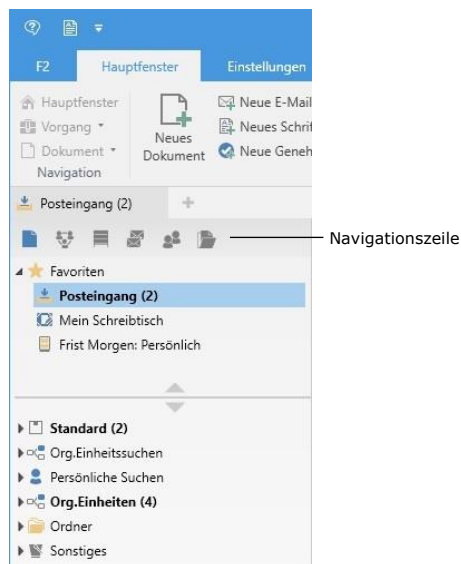 F2
Hauptfenster
Einstellungen
Hauptfenster
Vorgang
Dokument
Navigation
Neues
Dokument
Neue E-Mail
Neues Schrif
Neue Geneh
Posteingang (2)
+
Navigationszeile
Favoriten
Posteingang (2)
Mein Schreibtisch
Frist Morgen: Persönlich
Standard (2)
Org.Einheitssuchen
Persönliche Suchen
Org.Einheiten (4)
Ordner
Sonstiges